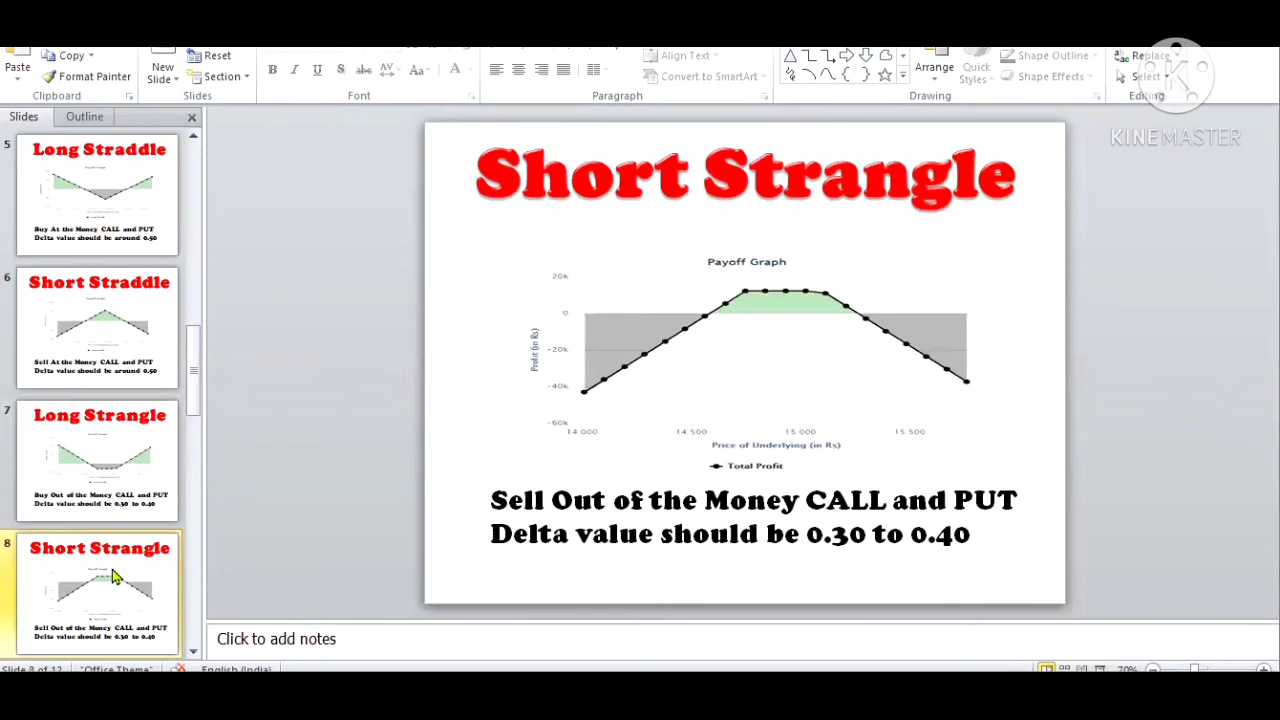 Copy
Reset
Align Text
Shape Outline
Replace
Paste
Format Painter
New
Slide
Section
Aa
A
Convert to SmartArt
Arrange
Quick
Styles
Shape Effects
Select
Clipboard
Slides
Font
Paragraph
Drawing
Editing
KINEMASTER
Slides
Outline
5
Long Straddle
Payoff Graph
Buy At the Money CALL and PUT
Delta value should be around 0.50
6
Short Straddle
Sell At the Money CALL and PUT
Delta value should be around 0.50
7
Long Strangle
Buy Out of the Money CALL and PUT
Delta value should be 0.30 to 0.40
8
Short Strangle
Sell Out of the Money CALL and PUT
Delta value should be 0.30 to 0.40
Short Strangle
Payoff Graph
20k
0
-20k
-40k
-60k
Profit (in Rs)
14 000
14 500
15 000
15 500
Price of Underlying (in Rs)
Total Profit
Sell Out of the Money CALL and PUT
Delta value should be 0.30 to 0.40
Click to add notes
Slide 8 of 12
"Office Theme"
English (India)
70%